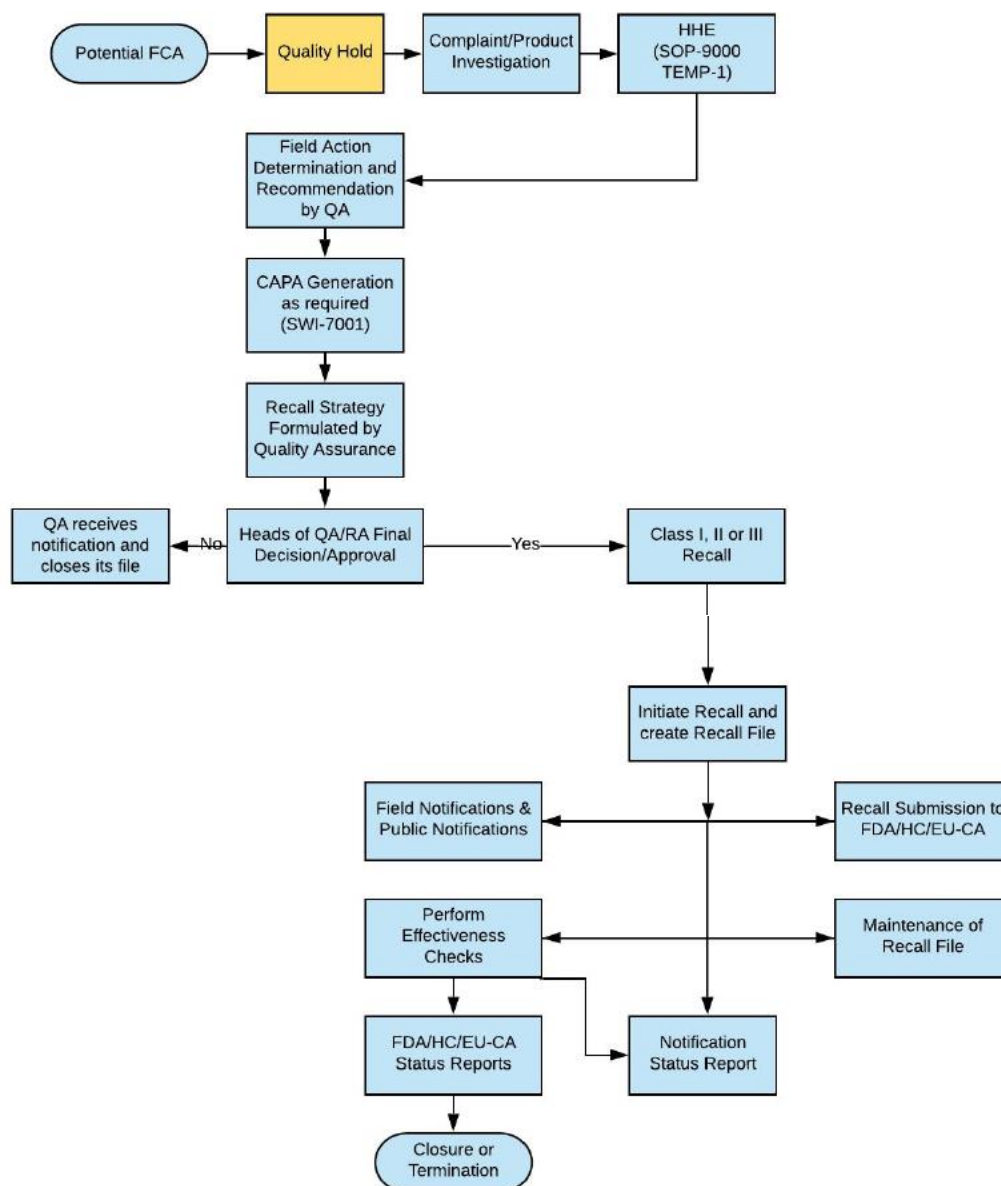 Potential FCA
Quality Hold
Complaint/Product
Investigation
HHE
(SOP-9000
TEMP-1)
Field Action
Determination and
Recommendation
by QA
CAPA Generation
as required
(SWI-7001)
Recall Strategy
Formulated by
Quality Assurance
QA receives
notification and
closes its file
No
Heads of QA/RA Final
Decision/Approval
Yes
Class I, II or III
Recall
Initiate Recall and
create Recall File
Field Notifications &
Public Notifications
Recall Submission to
FDA/HC/EU-CA
Perform
Effectiveness
Checks
Maintenance of
Recall File
FDA/HC/EU-CA
Status Reports
Notification
Status Report
Closure or
Termination